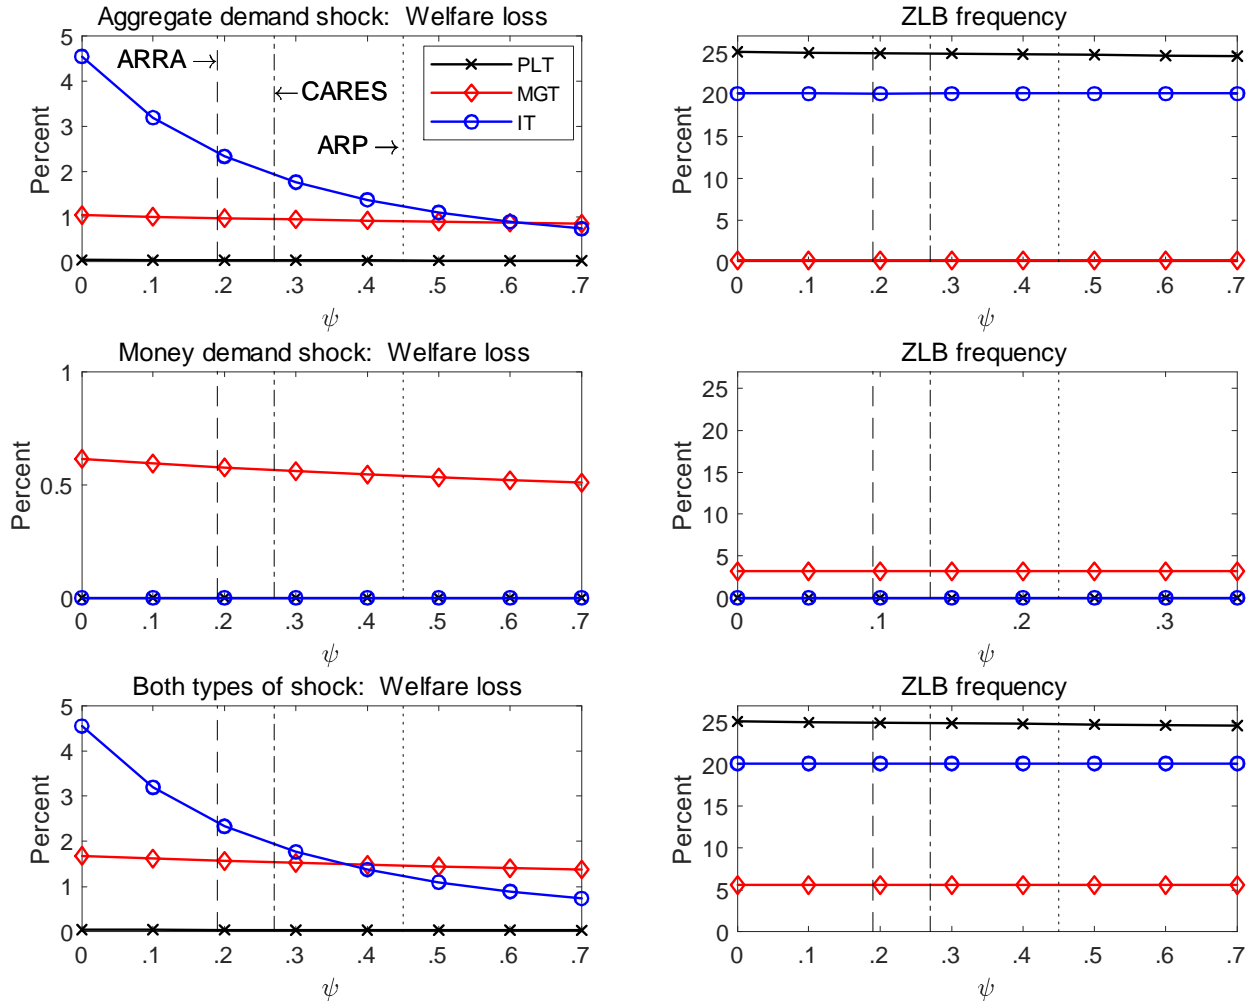 Aggregate demand shock: Welfare loss
5
4
3
2
1
0
Percent
ARRA →
← CARES
ARP →
PLT
MGT
IT
0 .1 .2 .3 .4 .5 .6 .7
ψ
ZLB frequency
25
20
15
10
5
0
Percent
0 .1 .2 .3 .4 .5 .6 .7
ψ
Money demand shock: Welfare loss
1
0.5
0
Percent
0 .1 .2 .3 .4 .5 .6 .7
ψ
ZLB frequency
25
20
15
10
5
0
Percent
0 .1 .2 .3
ψ
Both types of shock: Welfare loss
5
4
3
2
1
0
Percent
0 .1 .2 .3 .4 .5 .6 .7
ψ
ZLB frequency
25
20
15
10
5
0
Percent
0 .1 .2 .3 .4 .5 .6 .7
ψ